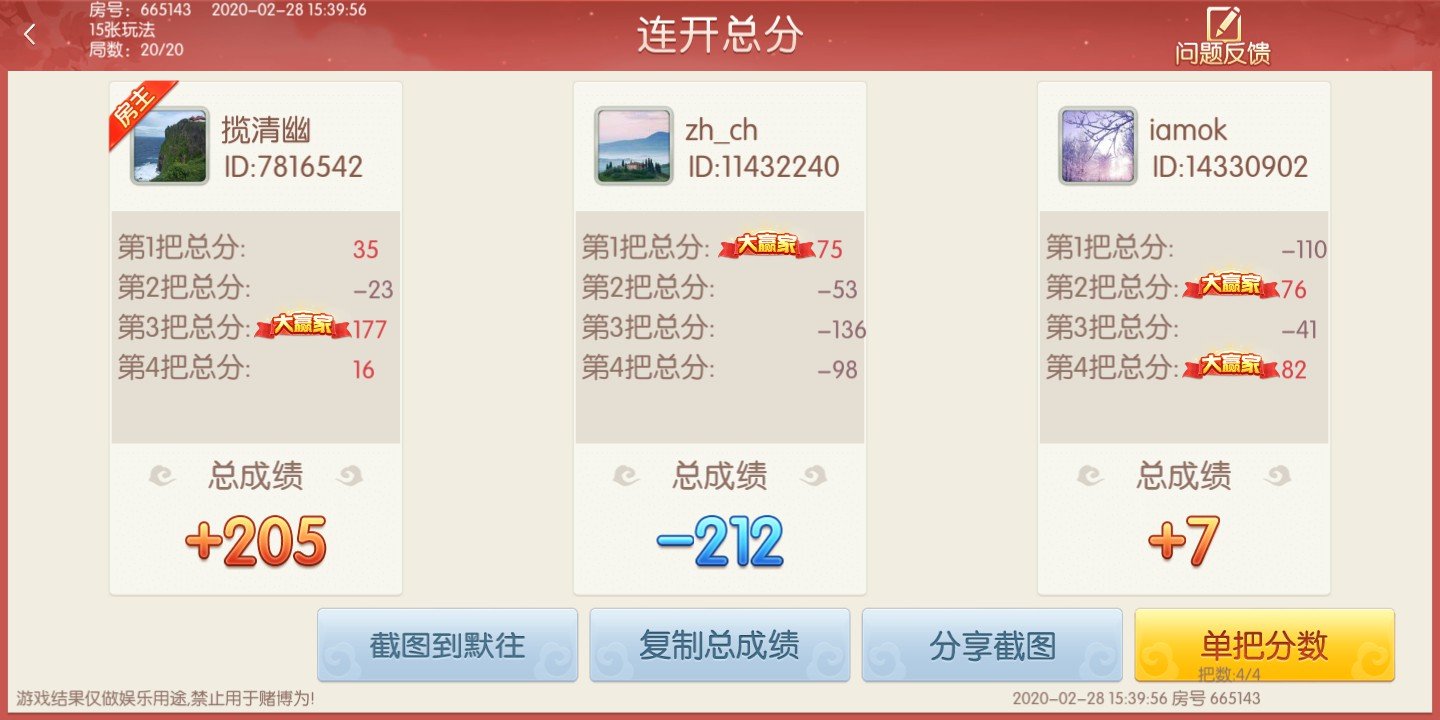 房号：665143 2020-02-28 15:39:56
15张玩法
局数：20/20
连开总分
问题反馈
房主
揽清幽
ID:7816542
第1把总分: 35
第2把总分: -23
第3把总分: 大赢家 177
第4把总分: 16
总成绩
+205
zh_ch
ID:11432240
第1把总分: 大赢家 75
第2把总分: -53
第3把总分: -136
第4把总分: -98
总成绩
-212
iamok
ID:14330902
第1把总分: -110
第2把总分: 大赢家 76
第3把总分: -41
第4把总分: 大赢家 82
总成绩
+7
截图到默往
复制总成绩
分享截图
单把分数
把数:4/4
游戏结果仅做娱乐用途,禁止用于赌博为!
2020-02-28 15:39:56 房号 665143